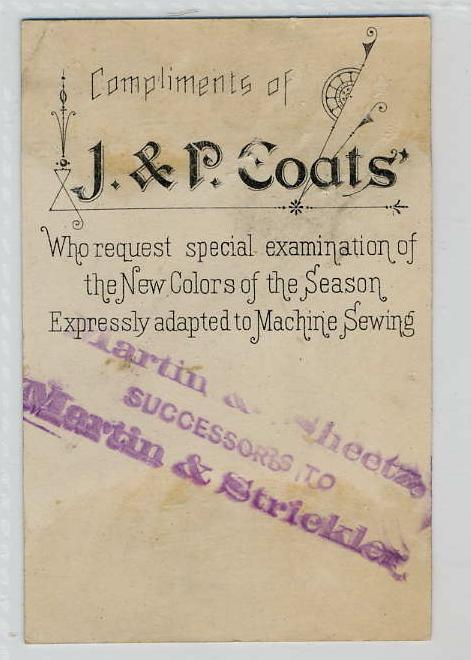 Compliments of
J. & P. Coats'
Who request special examination of
the New Colors of the Season
Expressly adapted to Machine Sewing
Martin &
SUCCESSORS TO
Martin & Strickler,